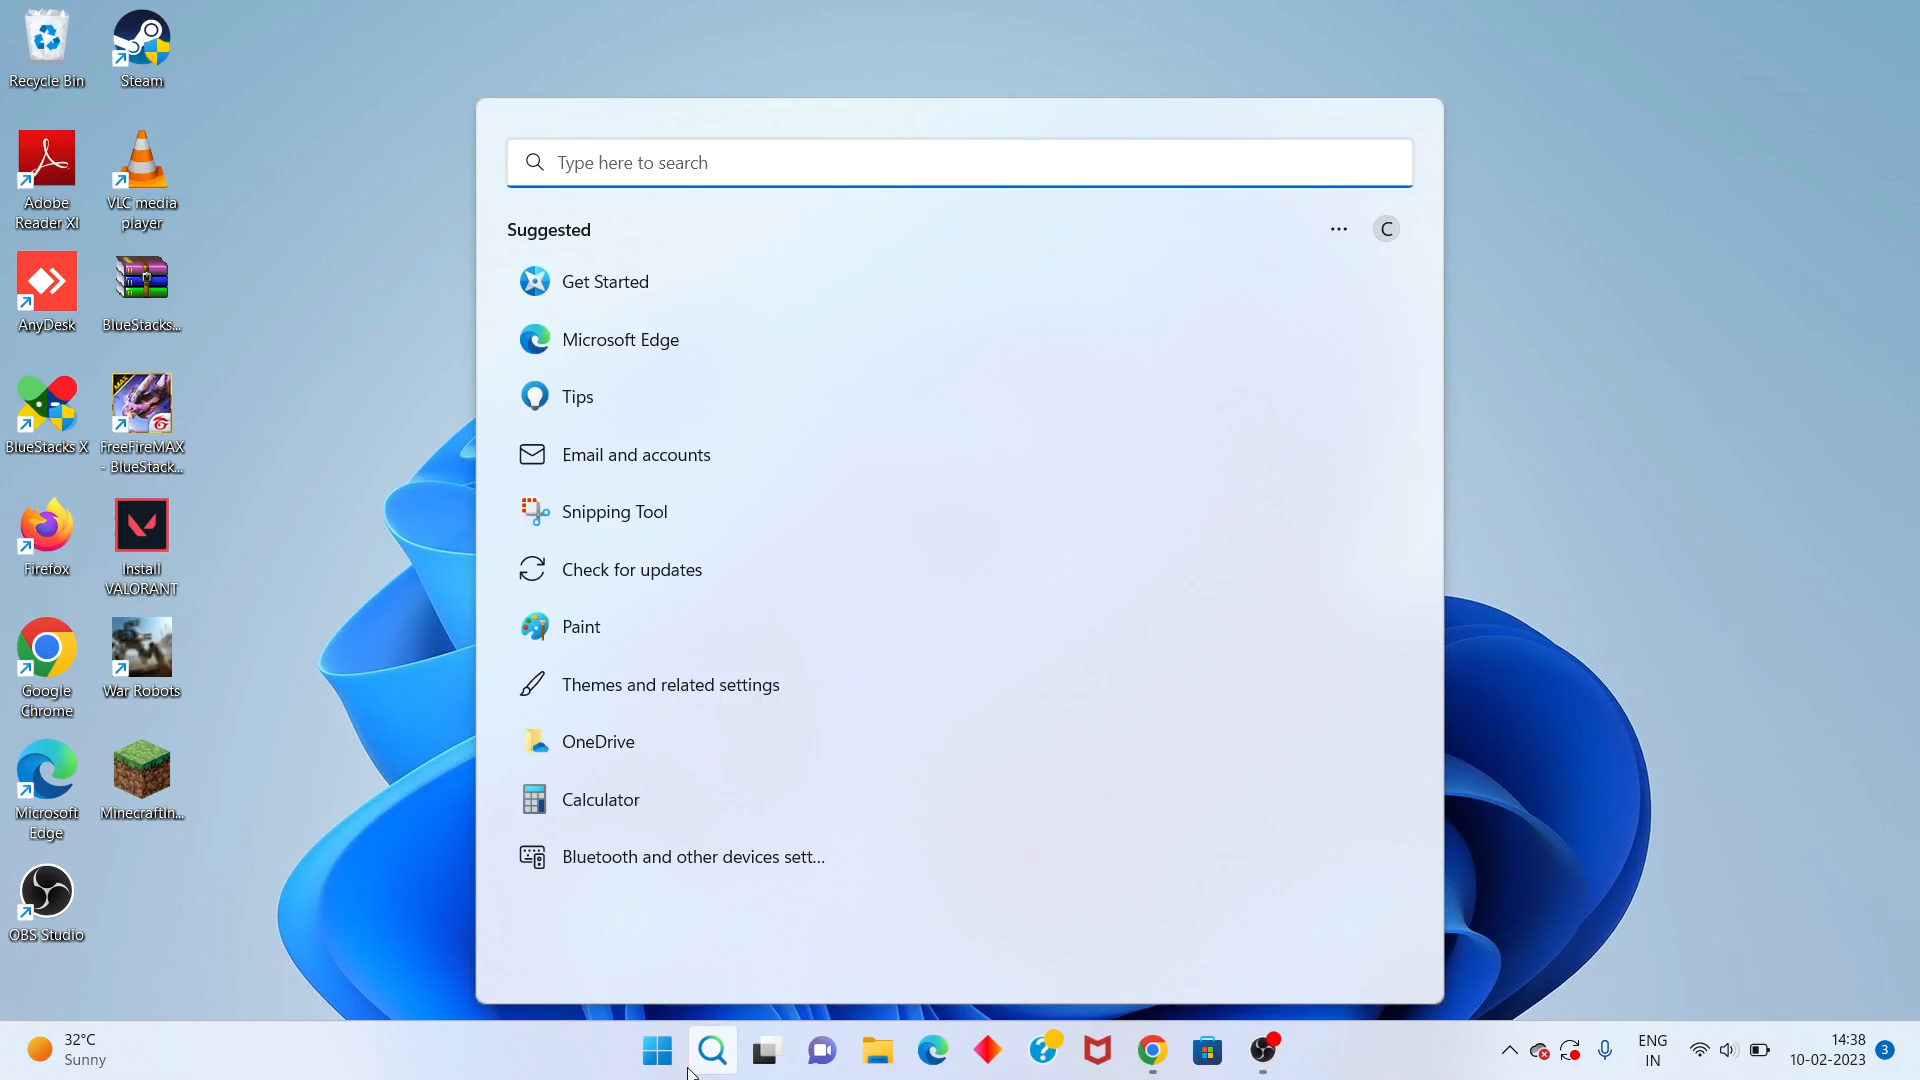 Recycle Bin
Steam
Adobe
Reader XI
VLC media
player
AnyDesk
BlueStacks...
BlueStacks X
MAX
FreeFireMAX
- BlueStack...
Firefox
Install
VALORANT
Google
Chrome
War Robots
Microsoft
Edge
MinecraftIn...
OBS Studio
Type here to search
Suggested
...
C
Get Started
Microsoft Edge
Tips
Email and accounts
Snipping Tool
Check for updates
Paint
Themes and related settings
OneDrive
Calculator
Bluetooth and other devices sett...
32°C
Sunny
ENG
IN
14:38
10-02-2023
3